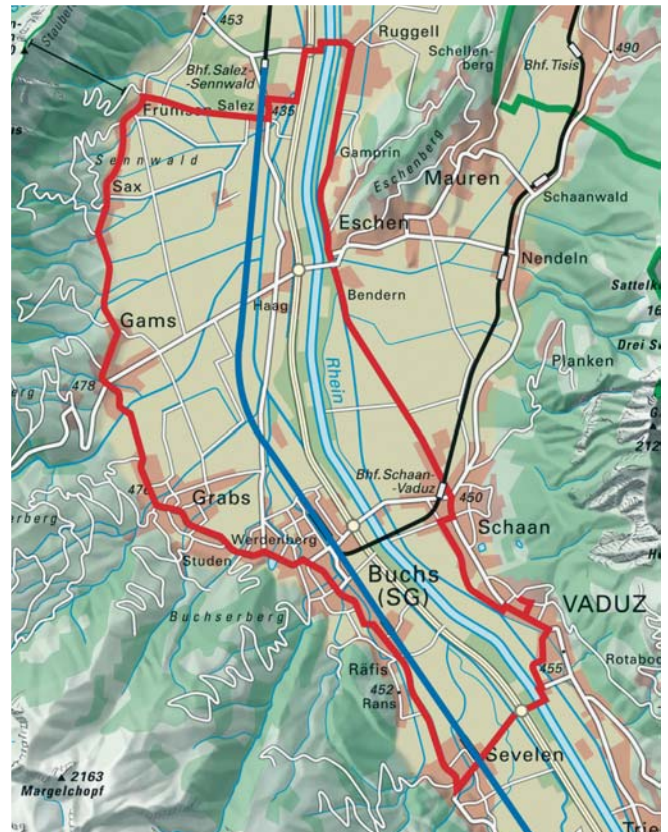 453
Ruggell
Stauber
Schellen-
berg
490
Bhf. Salez-
-Sennwald
Bhf. Tisis
Frümsen
Salez
435
Gamprin
Sennwald
Eschenberg
Mauren
Sax
Schaanwald
Eschen
Nendeln
Haag
Bendern
Gams
Planken
Rhein
478
Bhf. Schaan-
Vaduz
450
Grabs
Schaan
Werdenberg
Studen
Buchs
(SG)
VADUZ
Buchserberg
Räfis
455
452
Rans
Sevelen
2163
Margelchopf